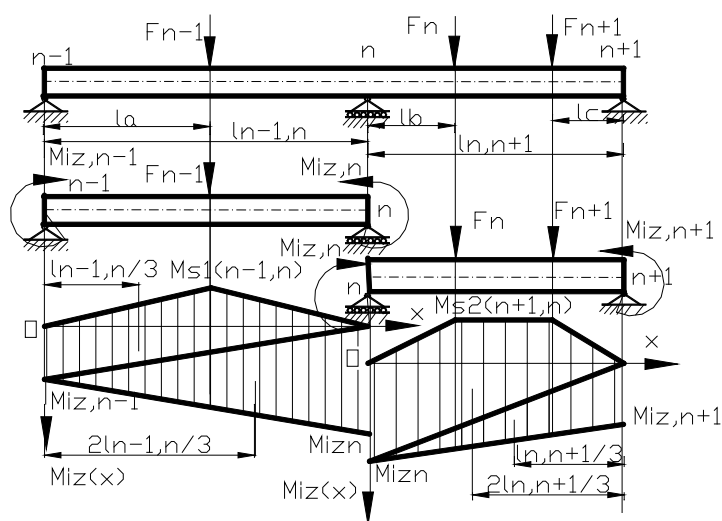 Fn-1
Fn
Fn+1
n-1
n
n+1
la
lb
lc
ln-1,n
ln,n+1
Miz,n-1
Fn-1
Miz,n
n-1
n
Fn
Fn+1
Miz,n+1
Miz,n
n
n+1
ln-1,n/3
Ms1(n-1,n)
x
Ms2(n+1,n)
x
Miz,n-1
Miz,n+1
2ln-1,n/3
Mizn
ln,n+1/3
Mizn
Miz(x)
2ln,n+1/3
Miz(x)